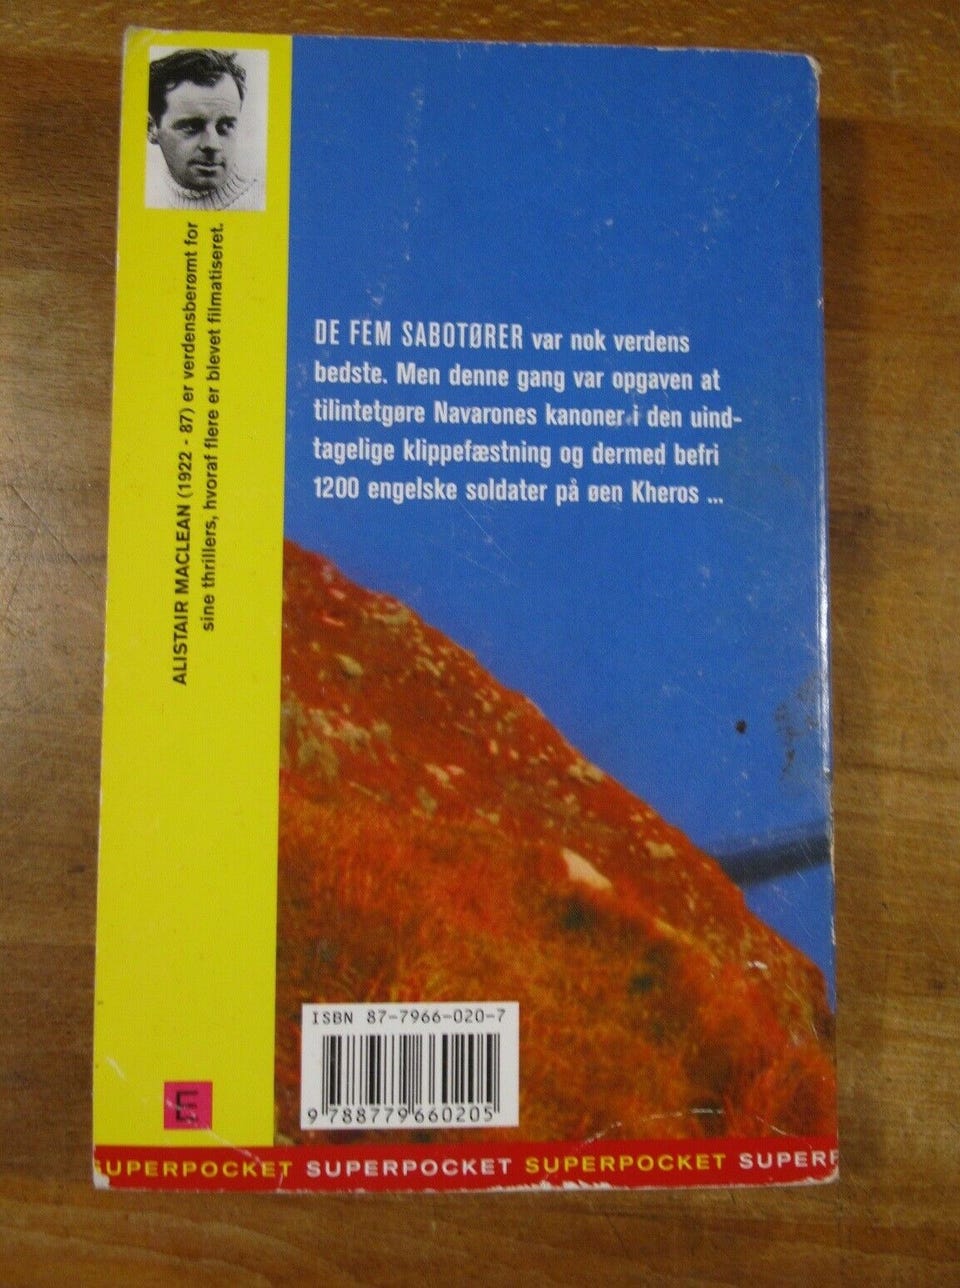 ALISTAIR MACLEAN (1922 - 87) er verdensberømt for
sine thrillers, hvoraf flere er blevet filmatiseret.
DE FEM SABOTØRER var nok verdens
bedste. Men denne gang var opgaven at
tilintetgøre Navarones kanoner i den uind-
tagelige klippefæstning og dermed befri
1200 engelske soldater på øen Kheros ...
ISBN 87-7966-020-7
9 788779 660205
SUPERPOCKET SUPERPOCKET SUPERPOCKET SUPERP